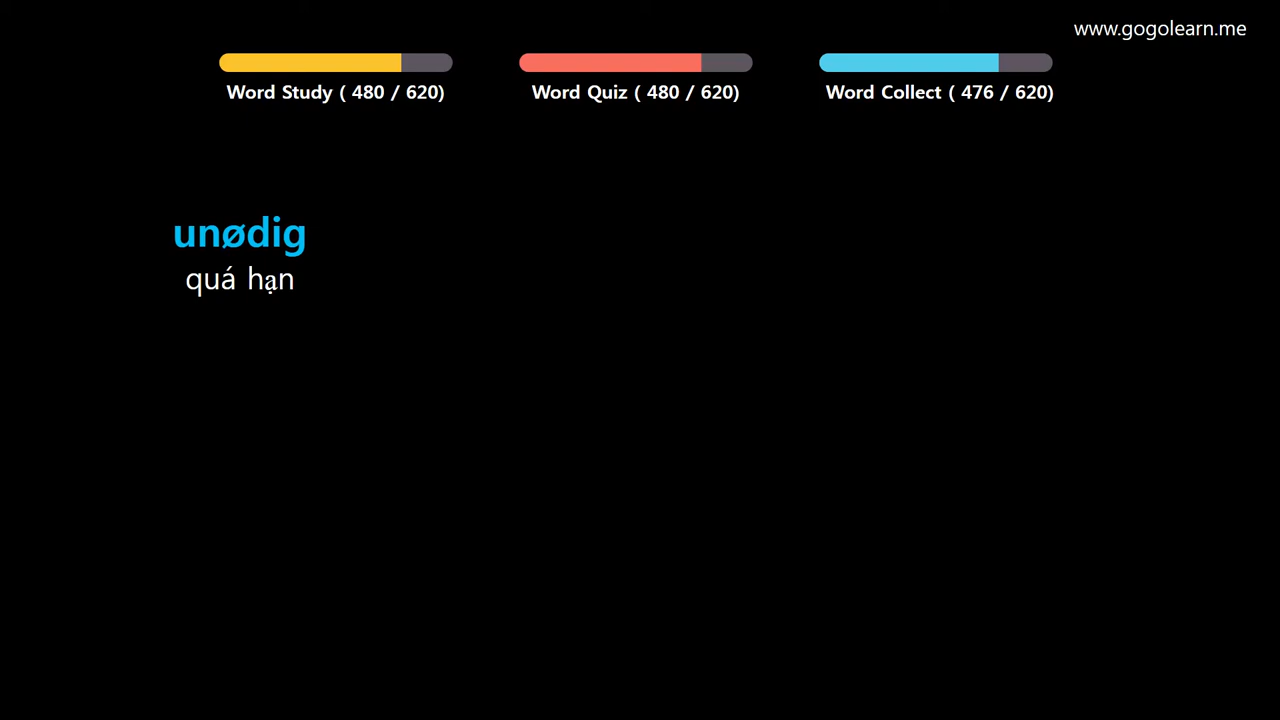 www.gogolearn.me
Word Study ( 480 / 620)
Word Quiz ( 480 / 620)
Word Collect ( 476 / 620)
unødig
quá hạn